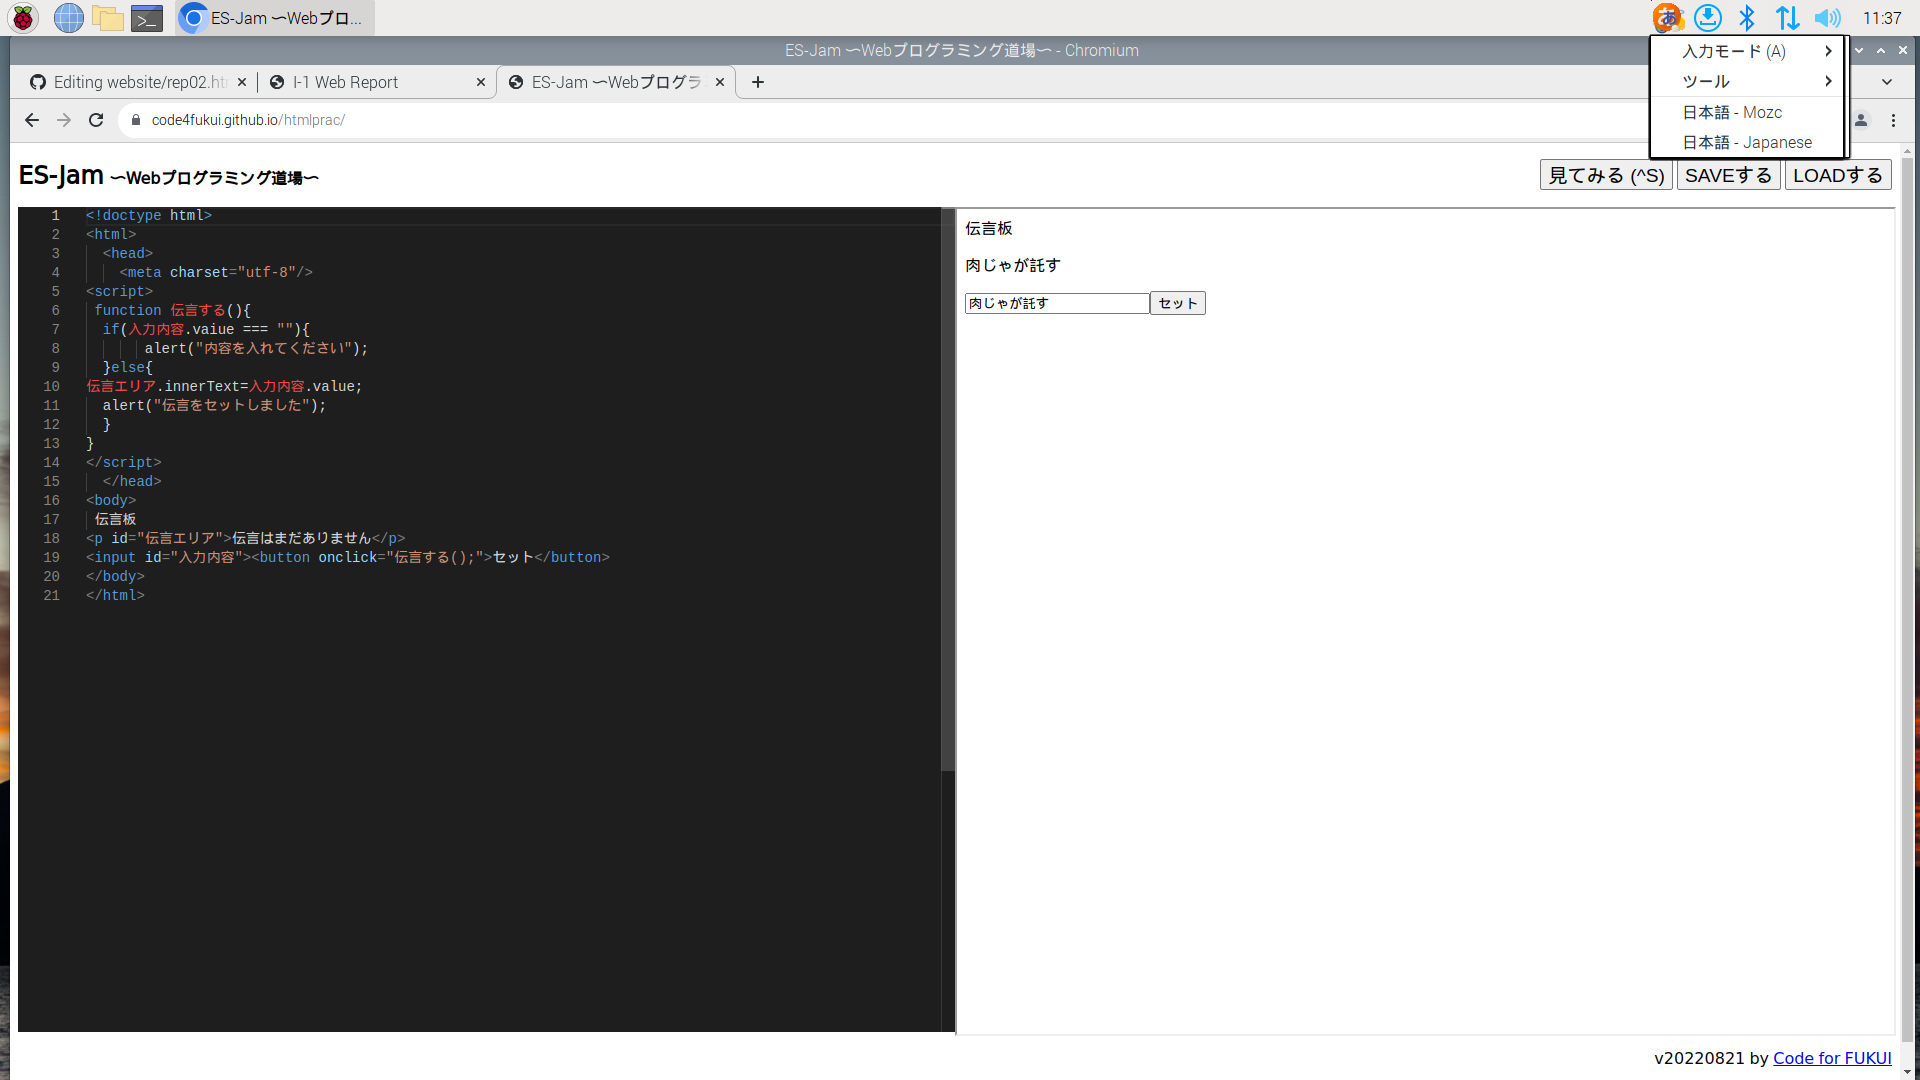 ES-Jam ~Webプロ...
11:37
ES-Jam ~Webプログラミング道場~ - Chromium
入力モード (A)
ツール
日本語 - Mozc
日本語 - Japanese
Editing website/rep02.ht
I-1 Web Report
ES-Jam ~Webプログラ
code4fukui.github.io/htmlprac/
ES-Jam ~Webプログラミング道場~
見てみる (^S) SAVEする LOADする
1 <!doctype html>
2 <html>
3 <head>
4 <meta charset="utf-8"/>
5 <script>
6 function 伝言する(){
7 if(入力内容.vaiue === ""){
8 alert("内容を入れてください");
9 }else{
10 伝言エリア.innerText=入力内容.value;
11 alert("伝言をセットしました");
12 }
13 }
14 </script>
15 </head>
16 <body>
17 伝言板
18 <p id="伝言エリア">伝言はまだありません</p>
19 <input id="入力内容"><button onclick="伝言する();">セット</button>
20 </body>
21 </html>
伝言板
肉じゃが託す
肉じゃが託す セット
v20220821 by Code for FUKUI